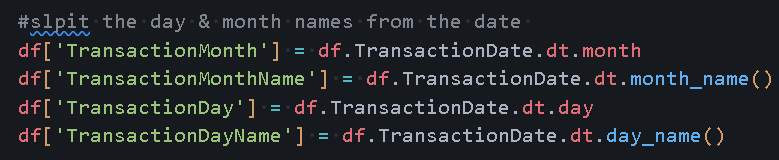 #slpit the day & month names from the date
df['TransactionMonth'] = df.TransactionDate.dt.month
df['TransactionMonthName'] = df.TransactionDate.dt.month_name()
df['TransactionDay'] = df.TransactionDate.dt.day
df['TransactionDayName'] = df.TransactionDate.dt.day_name()